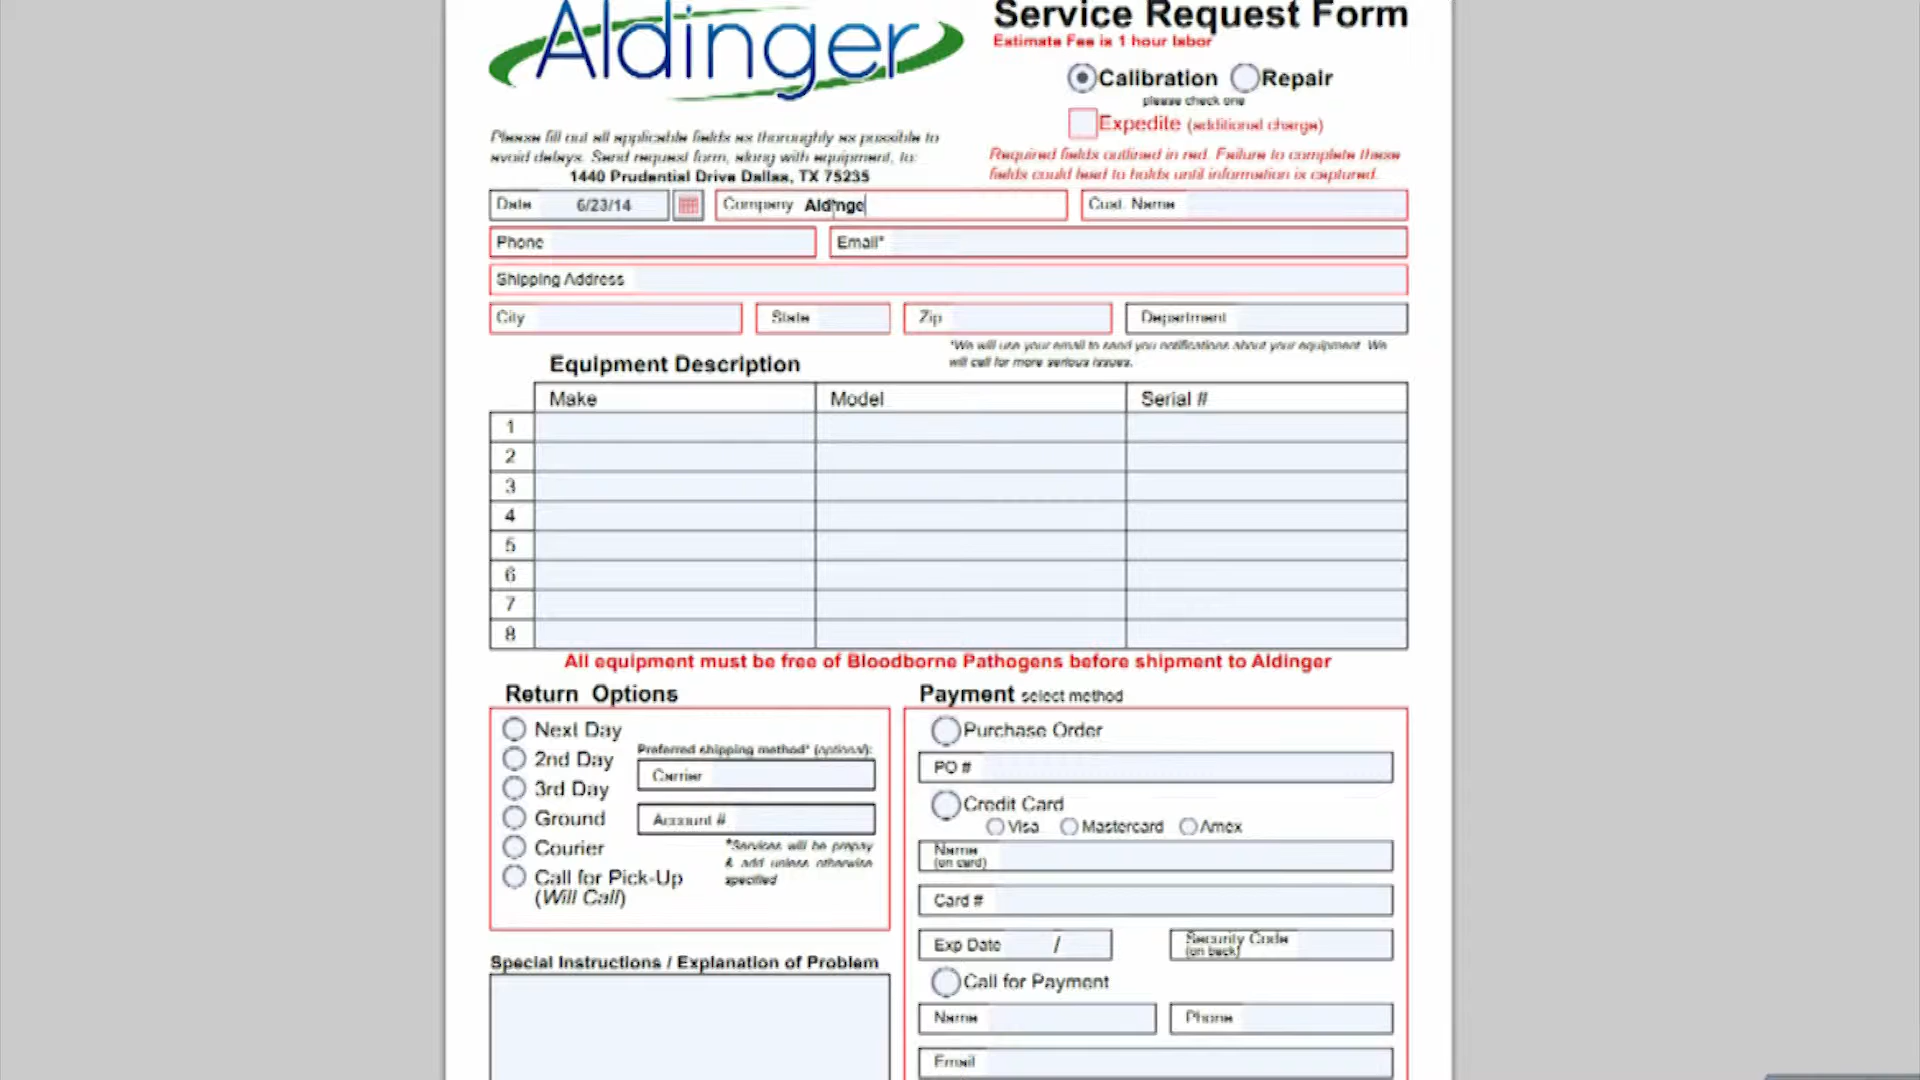 Aldinger
Service Request Form
Estimate Fee is 1 hour labor
Calibration Repair
please check one
Expedite (additional charge)
Please fill out all applicable fields as thoroughly as possible to
avoid delays. Send request form, along with equipment, to:
1440 Prudential Drive Dallas, TX 75235
Required fields outlined in red. Failure to complete these
fields could lead to holds until information is captured.
Date 6/23/14 Company Aldinge Cust. Name
Phone Email*
Shipping Address
City State Zip Department
*We will use your email to send you notifications about your equipment. We
will call for more serious issues.
Equipment Description
Make Model Serial #
1
2
3
4
5
6
7
8
All equipment must be free of Bloodborne Pathogens before shipment to Aldinger
Return Options
Next Day
2nd Day
3rd Day
Ground
Courier
Call for Pick-Up
(Will Call)
Preferred shipping method* (optional):
Carrier
Account #
*Services will be prepay
& add unless otherwise
specified
Special Instructions / Explanation of Problem
Payment select method
Purchase Order
PO #
Credit Card
Visa Mastercard Amex
Name
(on card)
Card #
Exp Date / Security Code
(on back)
Call for Payment
Name Phone
Email